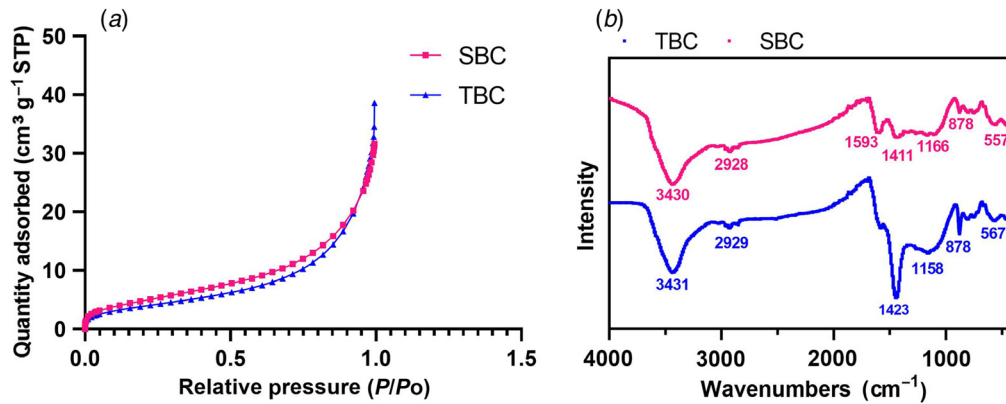 (a)
Quantity adsorbed (cm³ g⁻¹ STP)
50
40
30
20
10
0
SBC
TBC
0.0 0.5 1.0 1.5
Relative pressure (P/Po)
(b)
TBC SBC
Intensity
3430
2928
1593
1411
1166
878
557
3431
2929
1423
1158
878
567
4000 3000 2000 1000
Wavenumbers (cm⁻¹)